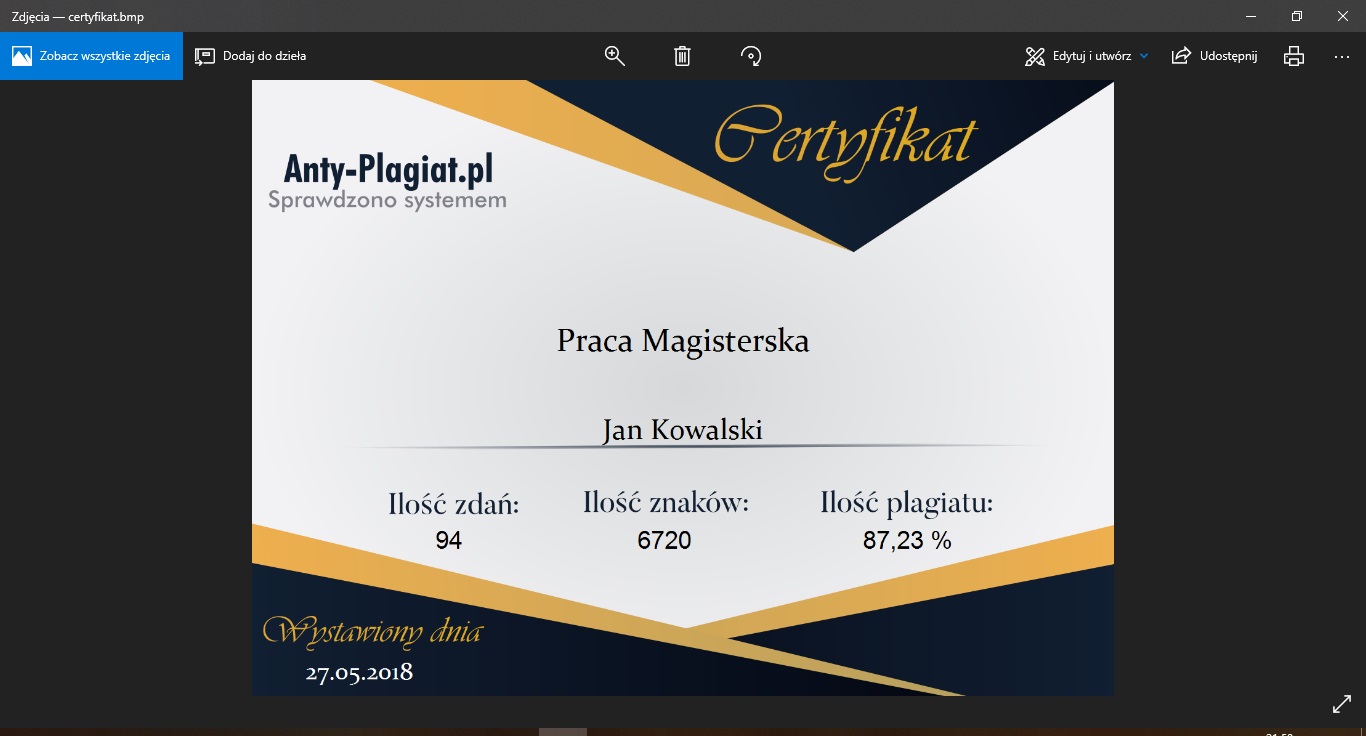 Zdjęcia — certyfikat.bmp
Zobacz wszystkie zdjęcia
Dodaj do dzieła
Edytuj i utwórz
Udostępnij
Certyfikat
Anty-Plagiat.pl
Sprawdzono systemem
Praca Magisterska
Jan Kowalski
Ilość zdań: Ilość znaków: Ilość plagiatu:
94 6720 87,23 %
Wystawiony dnia
27.05.2018